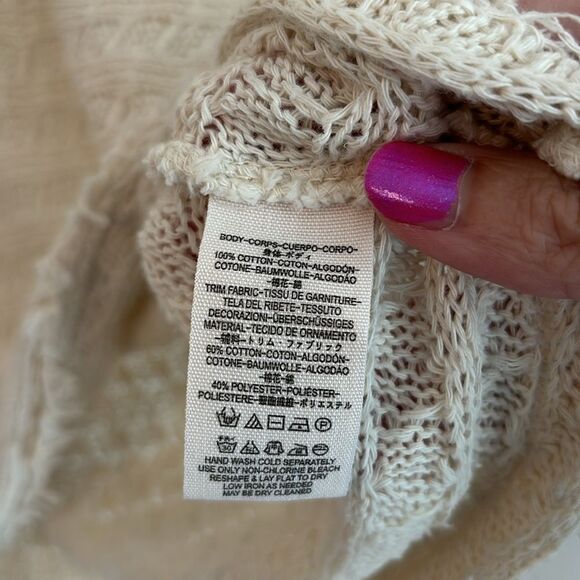 BODY-CORPS-CUERPO-CORPO-
身体-ボディ
100% COTTON-COTON-ALGODÓN-
COTONE-BAUMWOLLE-ALGODÃO
-棉花-綿
TRIM FABRIC-TISSU DE GARNITURE-
TELA DEL RIBETE-TESSUTO
DECORAZIONI-ÜBERSCHÜSSIGES
MATERIAL-TECIDO DE ORNAMENTO
-辅料-トリム ファブリック
60% COTTON-COTON-ALGODÓN-
COTONE-BAUMWOLLE-ALGODÃO
-棉花-綿
40% POLYESTER-POLIÉSTER-
POLIESTERE-聚酯纖維-ポリエステル
HAND WASH COLD SEPARATELY
USE ONLY NON-CHLORINE BLEACH
RESHAPE & LAY FLAT TO DRY
LOW IRON AS NEEDED
MAY BE DRY CLEANED